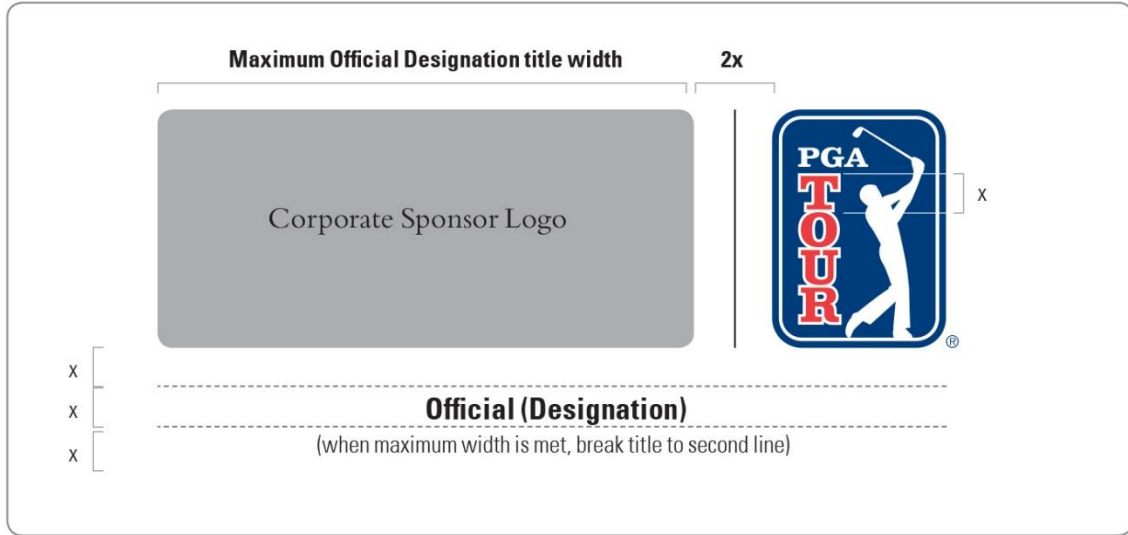 Maximum Official Designation title width
2x
Corporate Sponsor Logo
PGA
TOUR
®
x
x
x
x
Official (Designation)
(when maximum width is met, break title to second line)